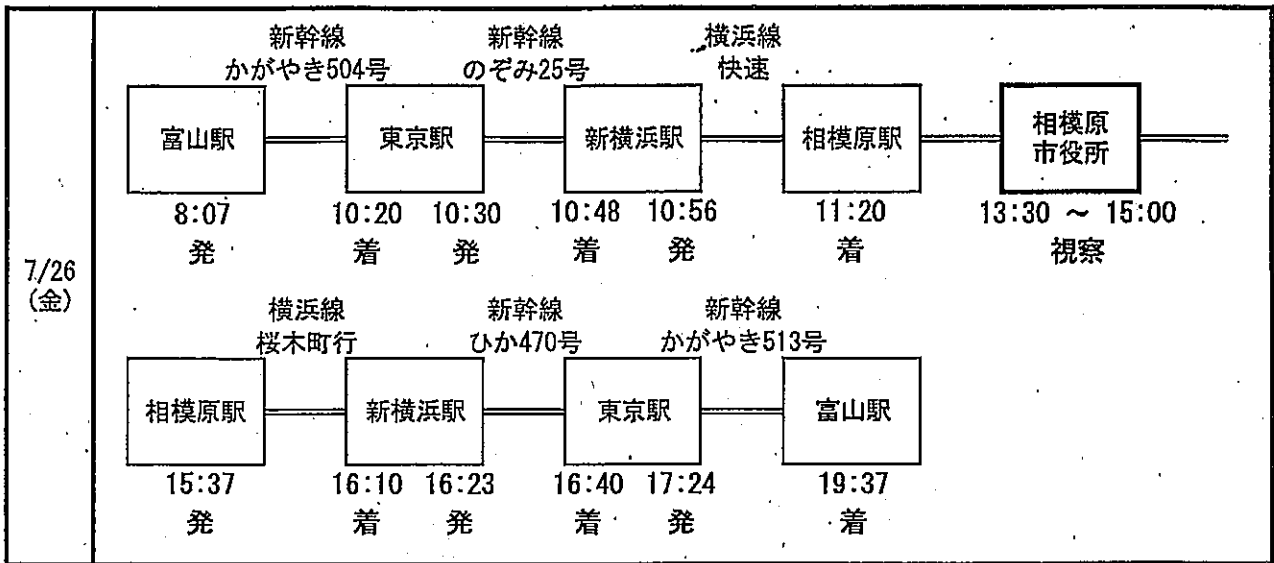 7/26
(金)
新幹線
かがやき504号
新幹線
のぞみ25号
横浜線
快速
富山駅
東京駅
新横浜駅
相模原駅
相模原
市役所
8:07
発
10:20
着
10:30
発
10:48
着
10:56
発
11:20
着
13:30 ～ 15:00
視察
横浜線
桜木町行
新幹線
ひか470号
新幹線
かがやき513号
相模原駅
新横浜駅
東京駅
富山駅
15:37
発
16:10
着
16:23
発
16:40
着
17:24
発
19:37
着